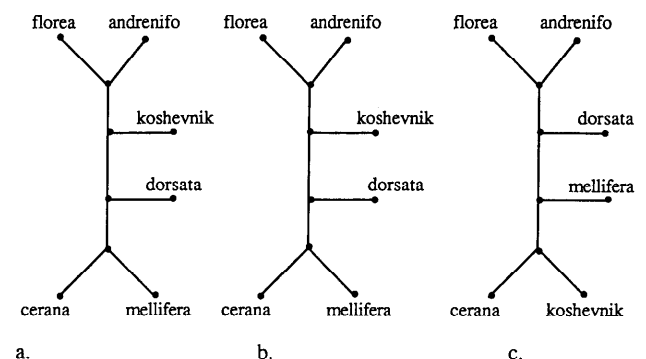 florea andrenifo florea andrenifo florea andrenifo
koshevnik koshevnik dorsata
dorsata dorsata mellifera
cerana mellifera cerana mellifera cerana koshevnik
a. b. c.